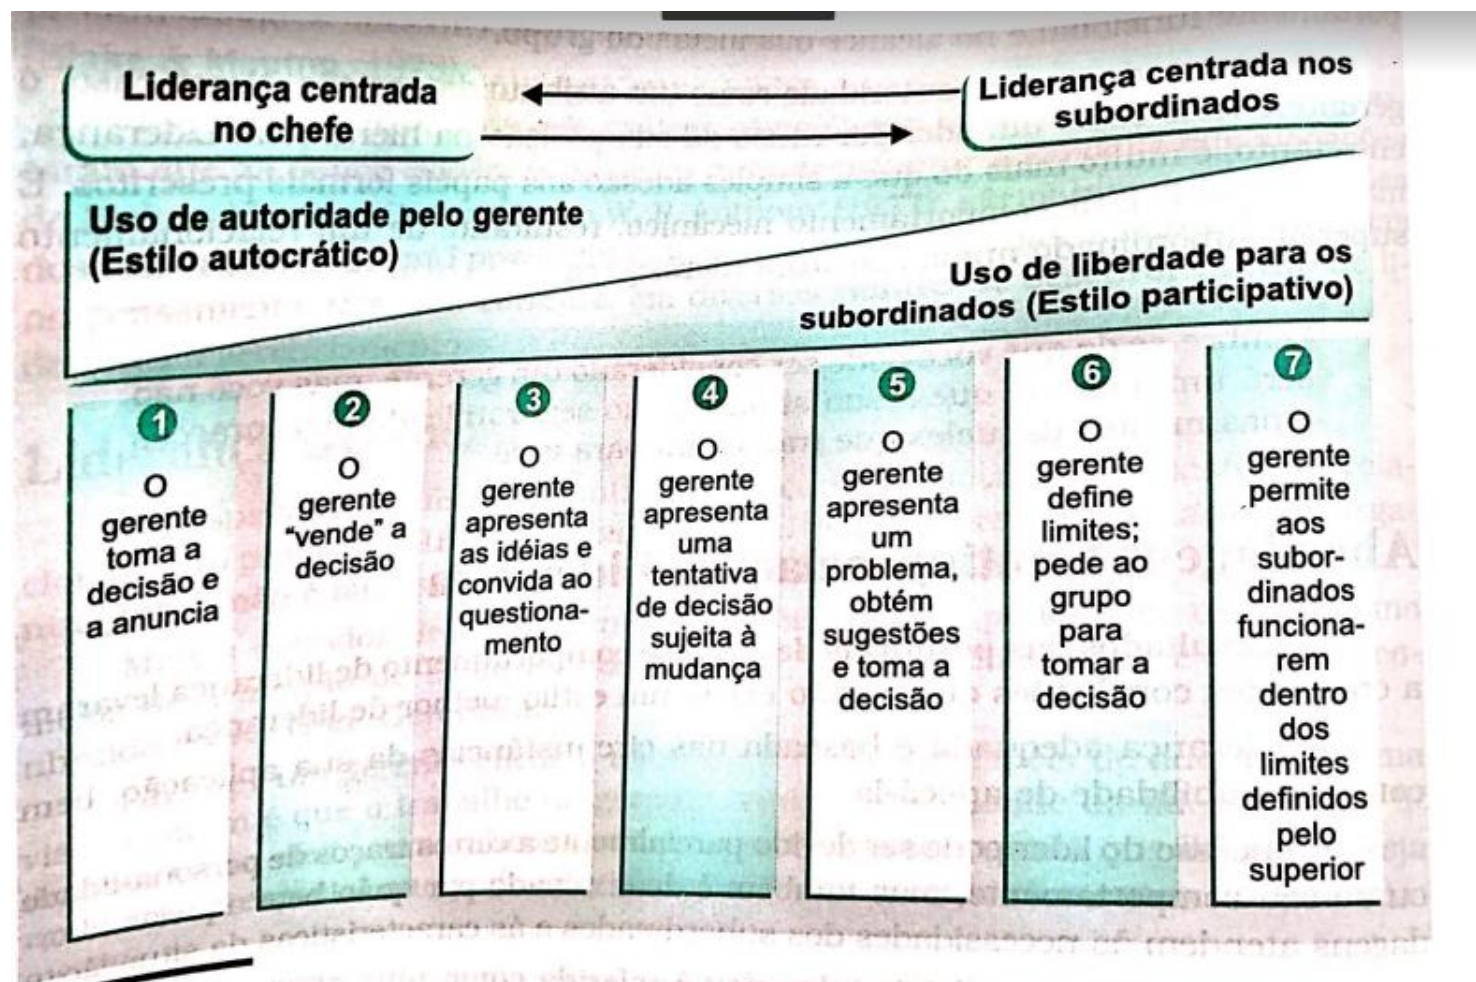 Liderança centrada
no chefe
Liderança centrada nos
subordinados
Uso de autoridade pelo gerente
(Estilo autocrático)
Uso de liberdade para os
subordinados (Estilo participativo)
1
O
gerente
toma a
decisão e
a anuncia
2
O
gerente
"vende" a
decisão
3
O
gerente
apresenta
as idéias e
convida ao
questiona-
mento
4
O
gerente
apresenta
uma
tentativa
de decisão
sujeita à
mudança
5
O
gerente
apresenta
um
problema,
obtém
sugestões
e toma a
decisão
6
O
gerente
define
limites;
pede ao
grupo
para
tomar a
decisão
7
O
gerente
permite
aos
subor-
dinados
funciona-
rem
dentro
dos
limites
definidos
pelo
superior